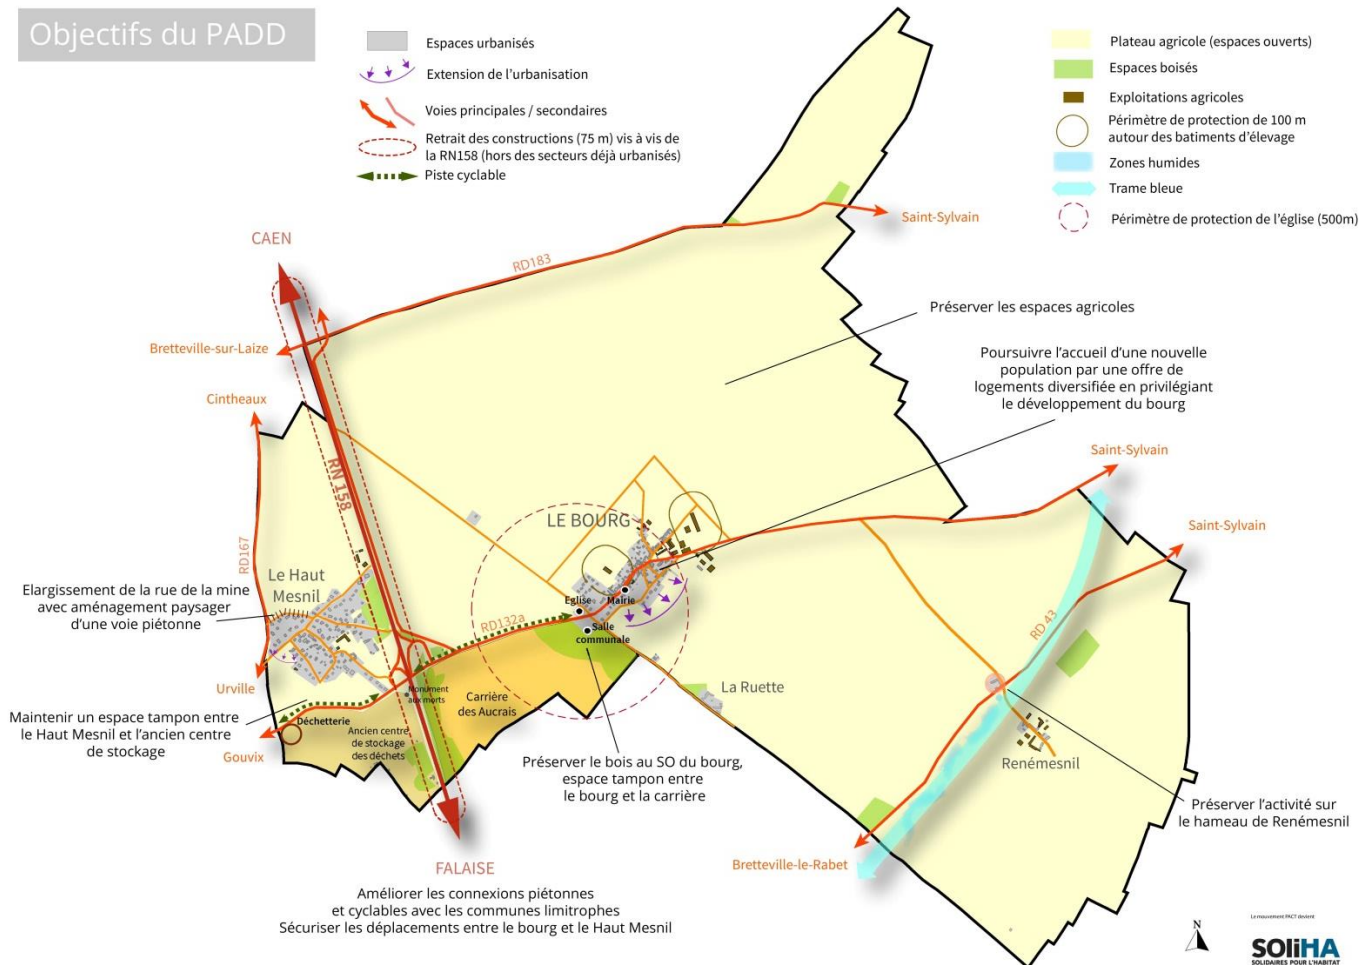 Objectifs du PADD
Espaces urbanisés
Extension de l'urbanisation
Voies principales / secondaires
Retrait des constructions (75 m) vis à vis de
la RN158 (hors des secteurs déjà urbanisés)
Piste cyclable
Plateau agricole (espaces ouverts)
Espaces boisés
Exploitations agricoles
Périmètre de protection de 100 m
autour des batiments d'élevage
Zones humides
Trame bleue
Périmètre de protection de l'église (500m)
Saint-Sylvain
CAEN
RD183
Bretteville-sur-Laize
Préserver les espaces agricoles
Poursuivre l'accueil d'une nouvelle
population par une offre de
logements diversifiée en privilégiant
le développement du bourg
Cintheaux
Saint-Sylvain
RN 158
Saint-Sylvain
LE BOURG
RD167
Le Haut
Mesnil
Elargissement de la rue de la mine
avec aménagement paysager
d'une voie piétonne
Eglise
Mairie
RD132a
Salle
communale
RD 43
Urville
Monument
aux morts
Carrière
des Aucrais
La Ruette
Maintenir un espace tampon entre
le Haut Mesnil et l'ancien centre
de stockage
Déchetterie
Ancien centre
de stockage
des déchets
Gouvix
Préserver le bois au SO du bourg,
espace tampon entre
le bourg et la carrière
Renémesnil
Préserver l'activité sur
le hameau de Renémesnil
Bretteville-le-Rabet
FALAISE
Améliorer les connexions piétonnes
et cyclables avec les communes limitrophes
Sécuriser les déplacements entre le bourg et le Haut Mesnil
N
Le mouvement PACT devient
SOLiHA
SOLIDAIRES POUR L'HABITAT